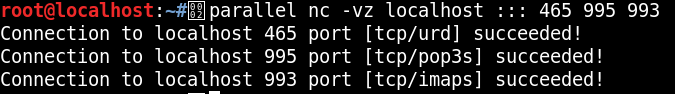 root@localhost:~# parallel nc -vz localhost ::: 465 995 993
Connection to localhost 465 port [tcp/urd] succeeded!
Connection to localhost 995 port [tcp/pop3s] succeeded!
Connection to localhost 993 port [tcp/imaps] succeeded!